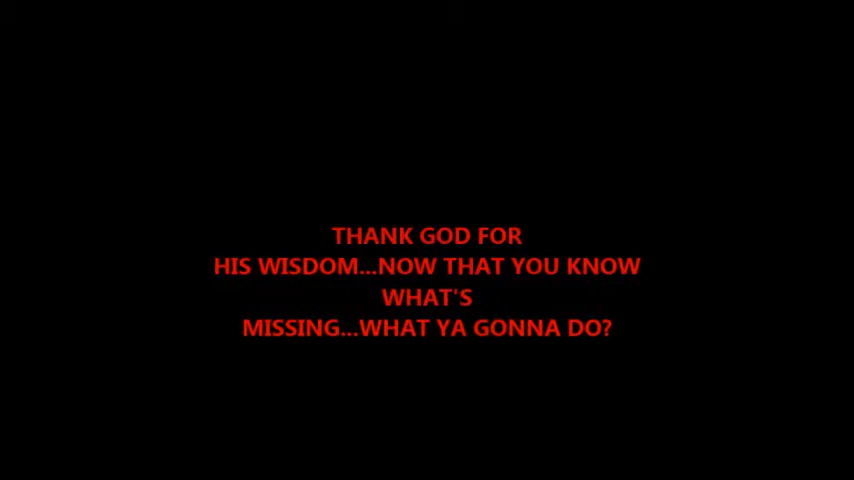 THANK GOD FOR
HIS WISDOM...NOW THAT YOU KNOW
WHAT'S
MISSING...WHAT YA GONNA DO?